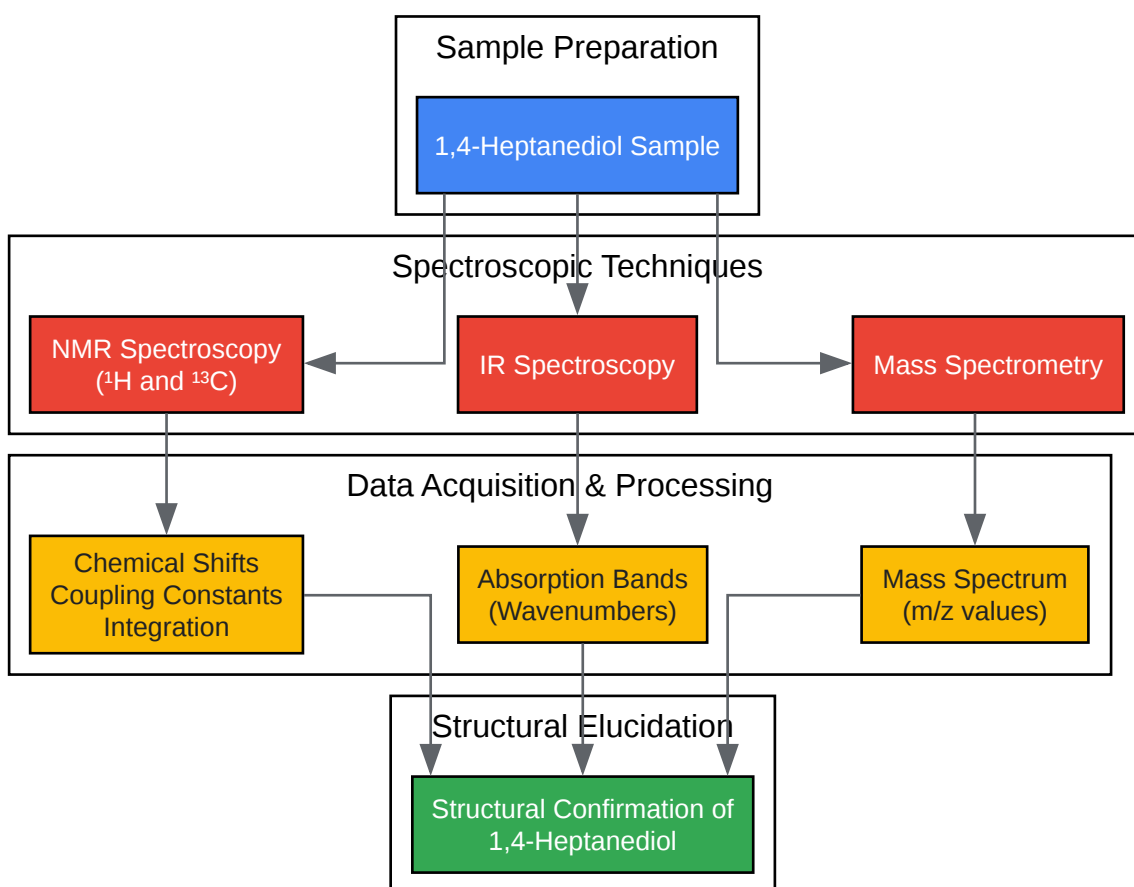 Sample Preparation
1,4-Heptanediol Sample
Spectroscopic Techniques
NMR Spectroscopy
(¹H and ¹³C)
IR Spectroscopy
Mass Spectrometry
Data Acquisition & Processing
Chemical Shifts
Coupling Constants
Integration
Absorption Bands
(Wavenumbers)
Mass Spectrum
(m/z values)
Structural Elucidation
Structural Confirmation of
1,4-Heptanediol